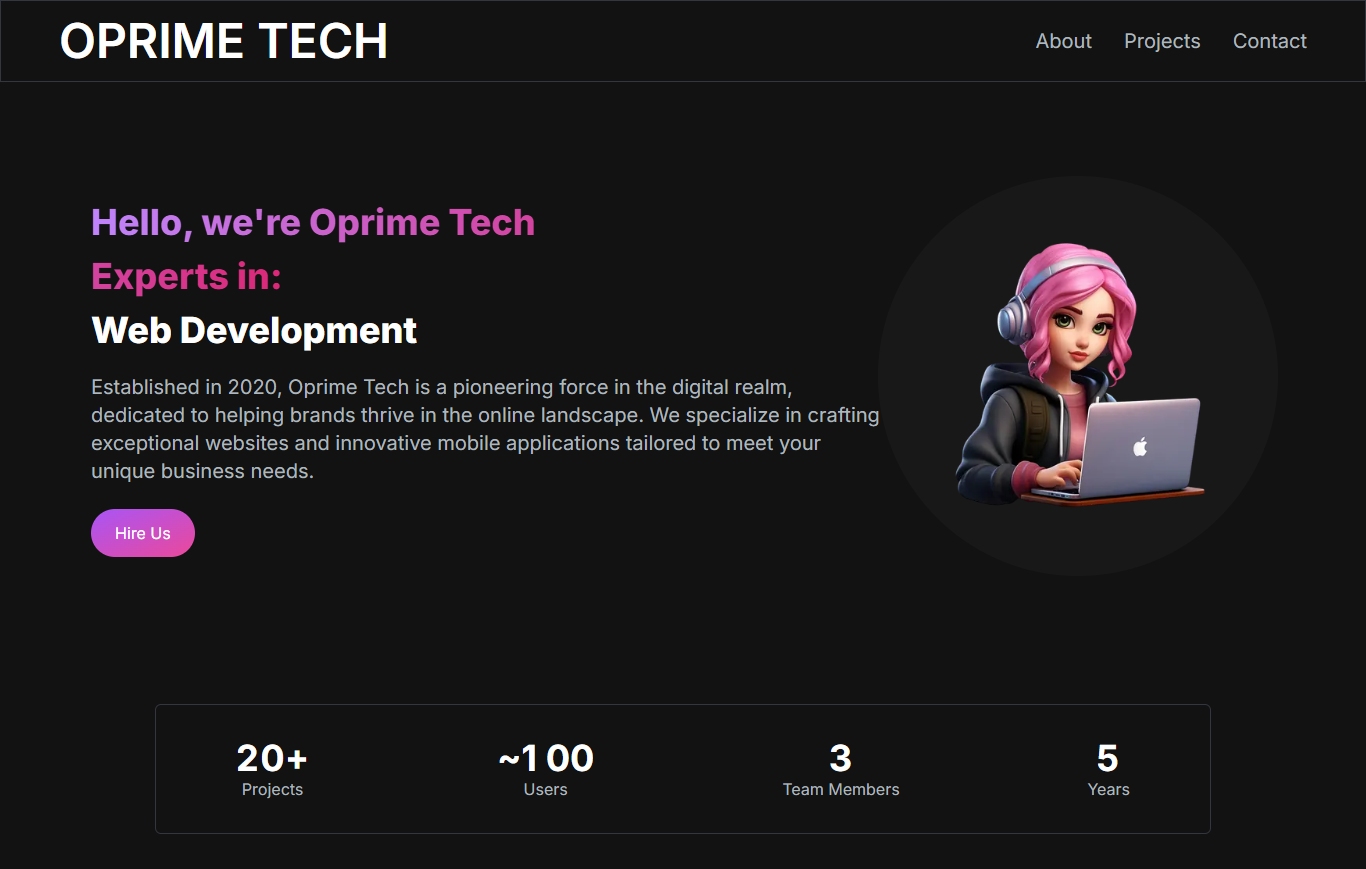 OPRIME TECH
About Projects Contact
Hello, we're Oprime Tech
Experts in:
Web Development
Established in 2020, Oprime Tech is a pioneering force in the digital realm,
dedicated to helping brands thrive in the online landscape. We specialize in crafting
exceptional websites and innovative mobile applications tailored to meet your
unique business needs.
Hire Us
20+ ~100 3 5
Projects Users Team Members Years